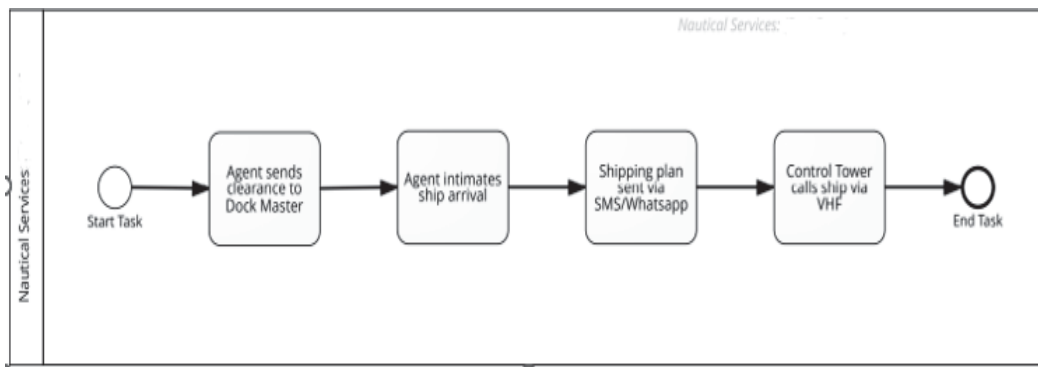 Nautical Services:
Nautical Services
Start Task
Agent sends
clearance to
Dock Master
Agent intimates
ship arrival
Shipping plan
sent via
SMS/Whatsapp
Control Tower
calls ship via
VHF
End Task